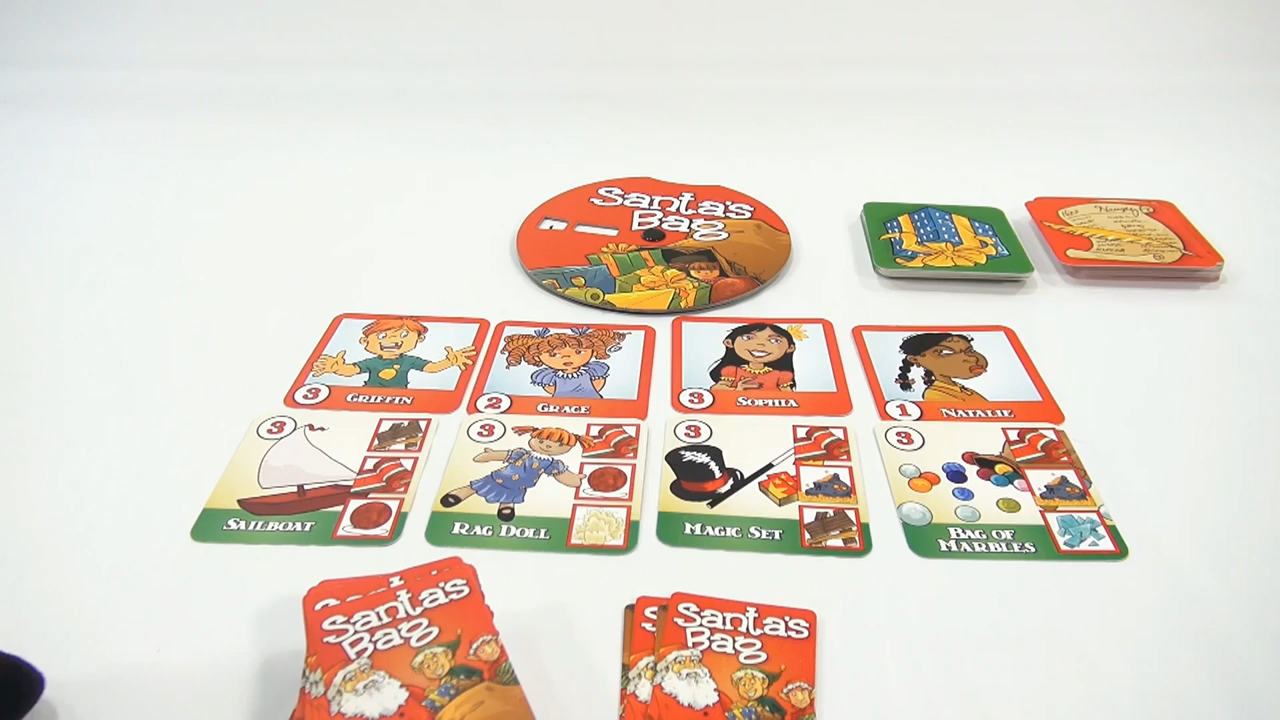 Santa's
Bag
Naughty
3 GRIFFIN
2 GRACE
3 SOPHIA
1 NATALIE
3
SAILBOAT
3
RAG DOLL
3
MAGIC SET
3
BAG OF
MARBLES
Santa's
Bag
Santa's
Bag